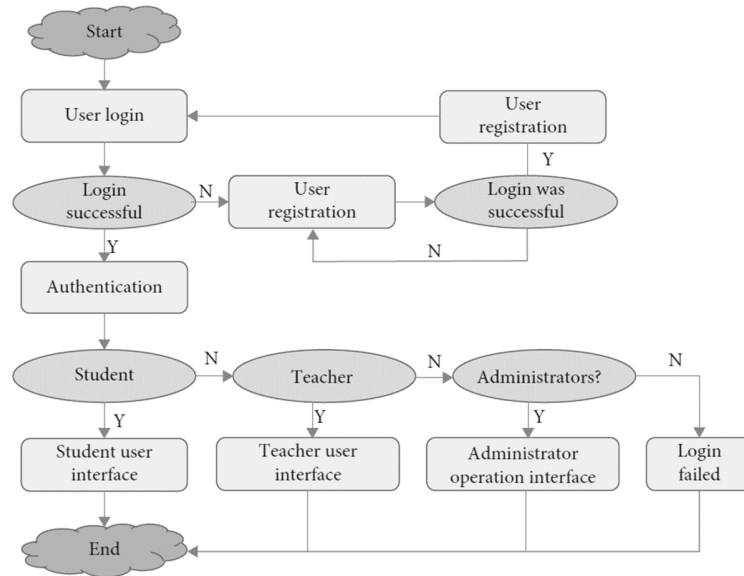 Start
User login
User
registration
Y
Login
successful
N
User
registration
Login was
successful
Y
N
Authentication
Student
N
Teacher
N
Administrators?
N
Y
Y
Y
Student user
interface
Teacher user
interface
Administrator
operation interface
Login
failed
End